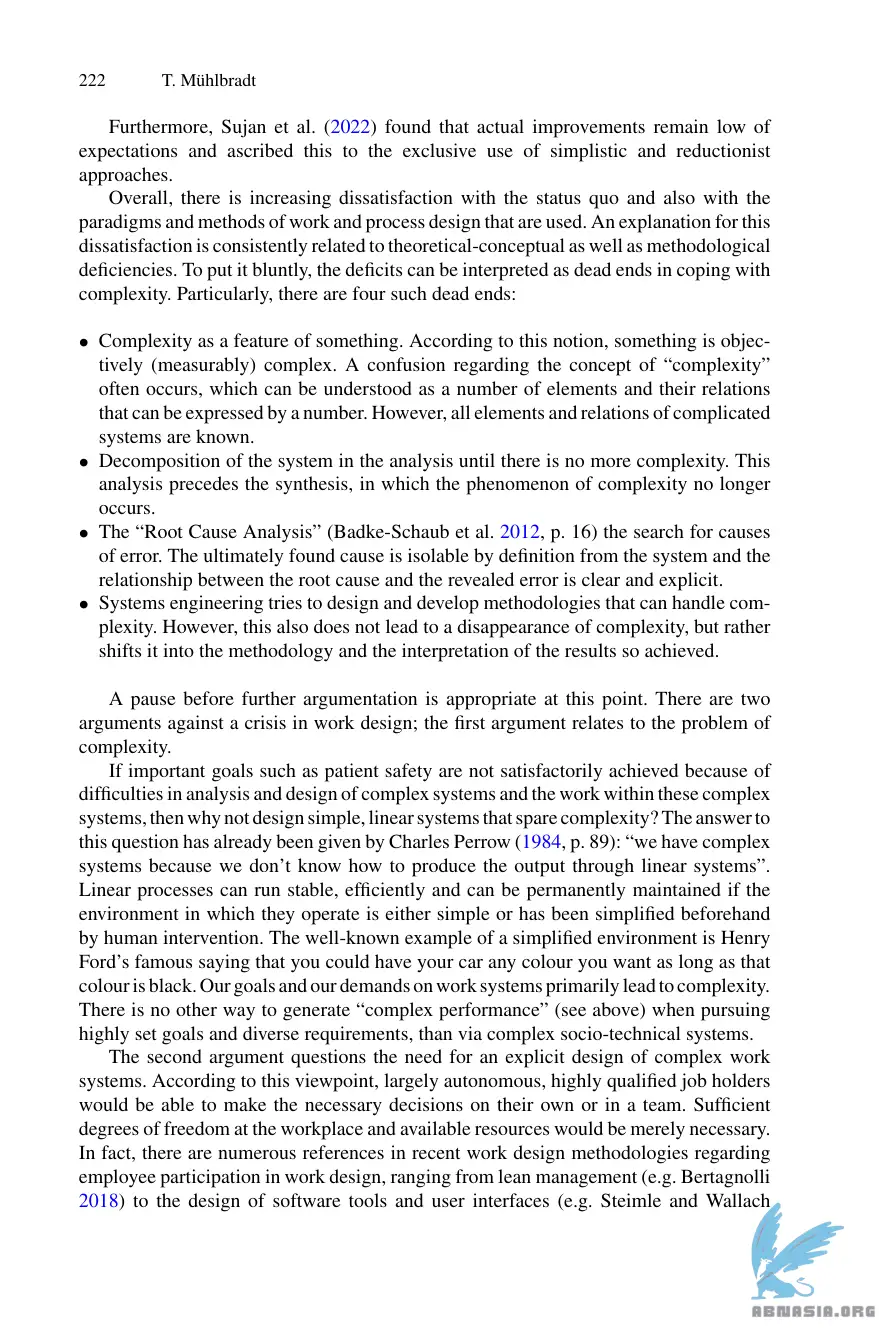 222 T. Mühlbradt
Furthermore, Sujan et al. (2022) found that actual improvements remain low of
expectations and ascribed this to the exclusive use of simplistic and reductionist
approaches.
Overall, there is increasing dissatisfaction with the status quo and also with the
paradigms and methods of work and process design that are used. An explanation for this
dissatisfaction is consistently related to theoretical-conceptual as well as methodological
deficiencies. To put it bluntly, the deficits can be interpreted as dead ends in coping with
complexity. Particularly, there are four such dead ends:
• Complexity as a feature of something. According to this notion, something is objec-
tively (measurably) complex. A confusion regarding the concept of “complexity”
often occurs, which can be understood as a number of elements and their relations
that can be expressed by a number. However, all elements and relations of complicated
systems are known.
• Decomposition of the system in the analysis until there is no more complexity. This
analysis precedes the synthesis, in which the phenomenon of complexity no longer
occurs.
• The “Root Cause Analysis” (Badke-Schaub et al. 2012, p. 16) the search for causes
of error. The ultimately found cause is isolable by definition from the system and the
relationship between the root cause and the revealed error is clear and explicit.
• Systems engineering tries to design and develop methodologies that can handle com-
plexity. However, this also does not lead to a disappearance of complexity, but rather
shifts it into the methodology and the interpretation of the results so achieved.
A pause before further argumentation is appropriate at this point. There are two
arguments against a crisis in work design; the first argument relates to the problem of
complexity.
If important goals such as patient safety are not satisfactorily achieved because of
difficulties in analysis and design of complex systems and the work within these complex
systems, then why not design simple, linear systems that spare complexity? The answer to
this question has already been given by Charles Perrow (1984, p. 89): “we have complex
systems because we don’t know how to produce the output through linear systems”.
Linear processes can run stable, efficiently and can be permanently maintained if the
environment in which they operate is either simple or has been simplified beforehand
by human intervention. The well-known example of a simplified environment is Henry
Ford’s famous saying that you could have your car any colour you want as long as that
colour is black. Our goals and our demands on work systems primarily lead to complexity.
There is no other way to generate “complex performance” (see above) when pursuing
highly set goals and diverse requirements, than via complex socio-technical systems.
The second argument questions the need for an explicit design of complex work
systems. According to this viewpoint, largely autonomous, highly qualified job holders
would be able to make the necessary decisions on their own or in a team. Sufficient
degrees of freedom at the workplace and available resources would be merely necessary.
In fact, there are numerous references in recent work design methodologies regarding
employee participation in work design, ranging from lean management (e.g. Bertagnolli
2018) to the design of software tools and user interfaces (e.g. Steimle and Wallach
ABNASIA.ORG